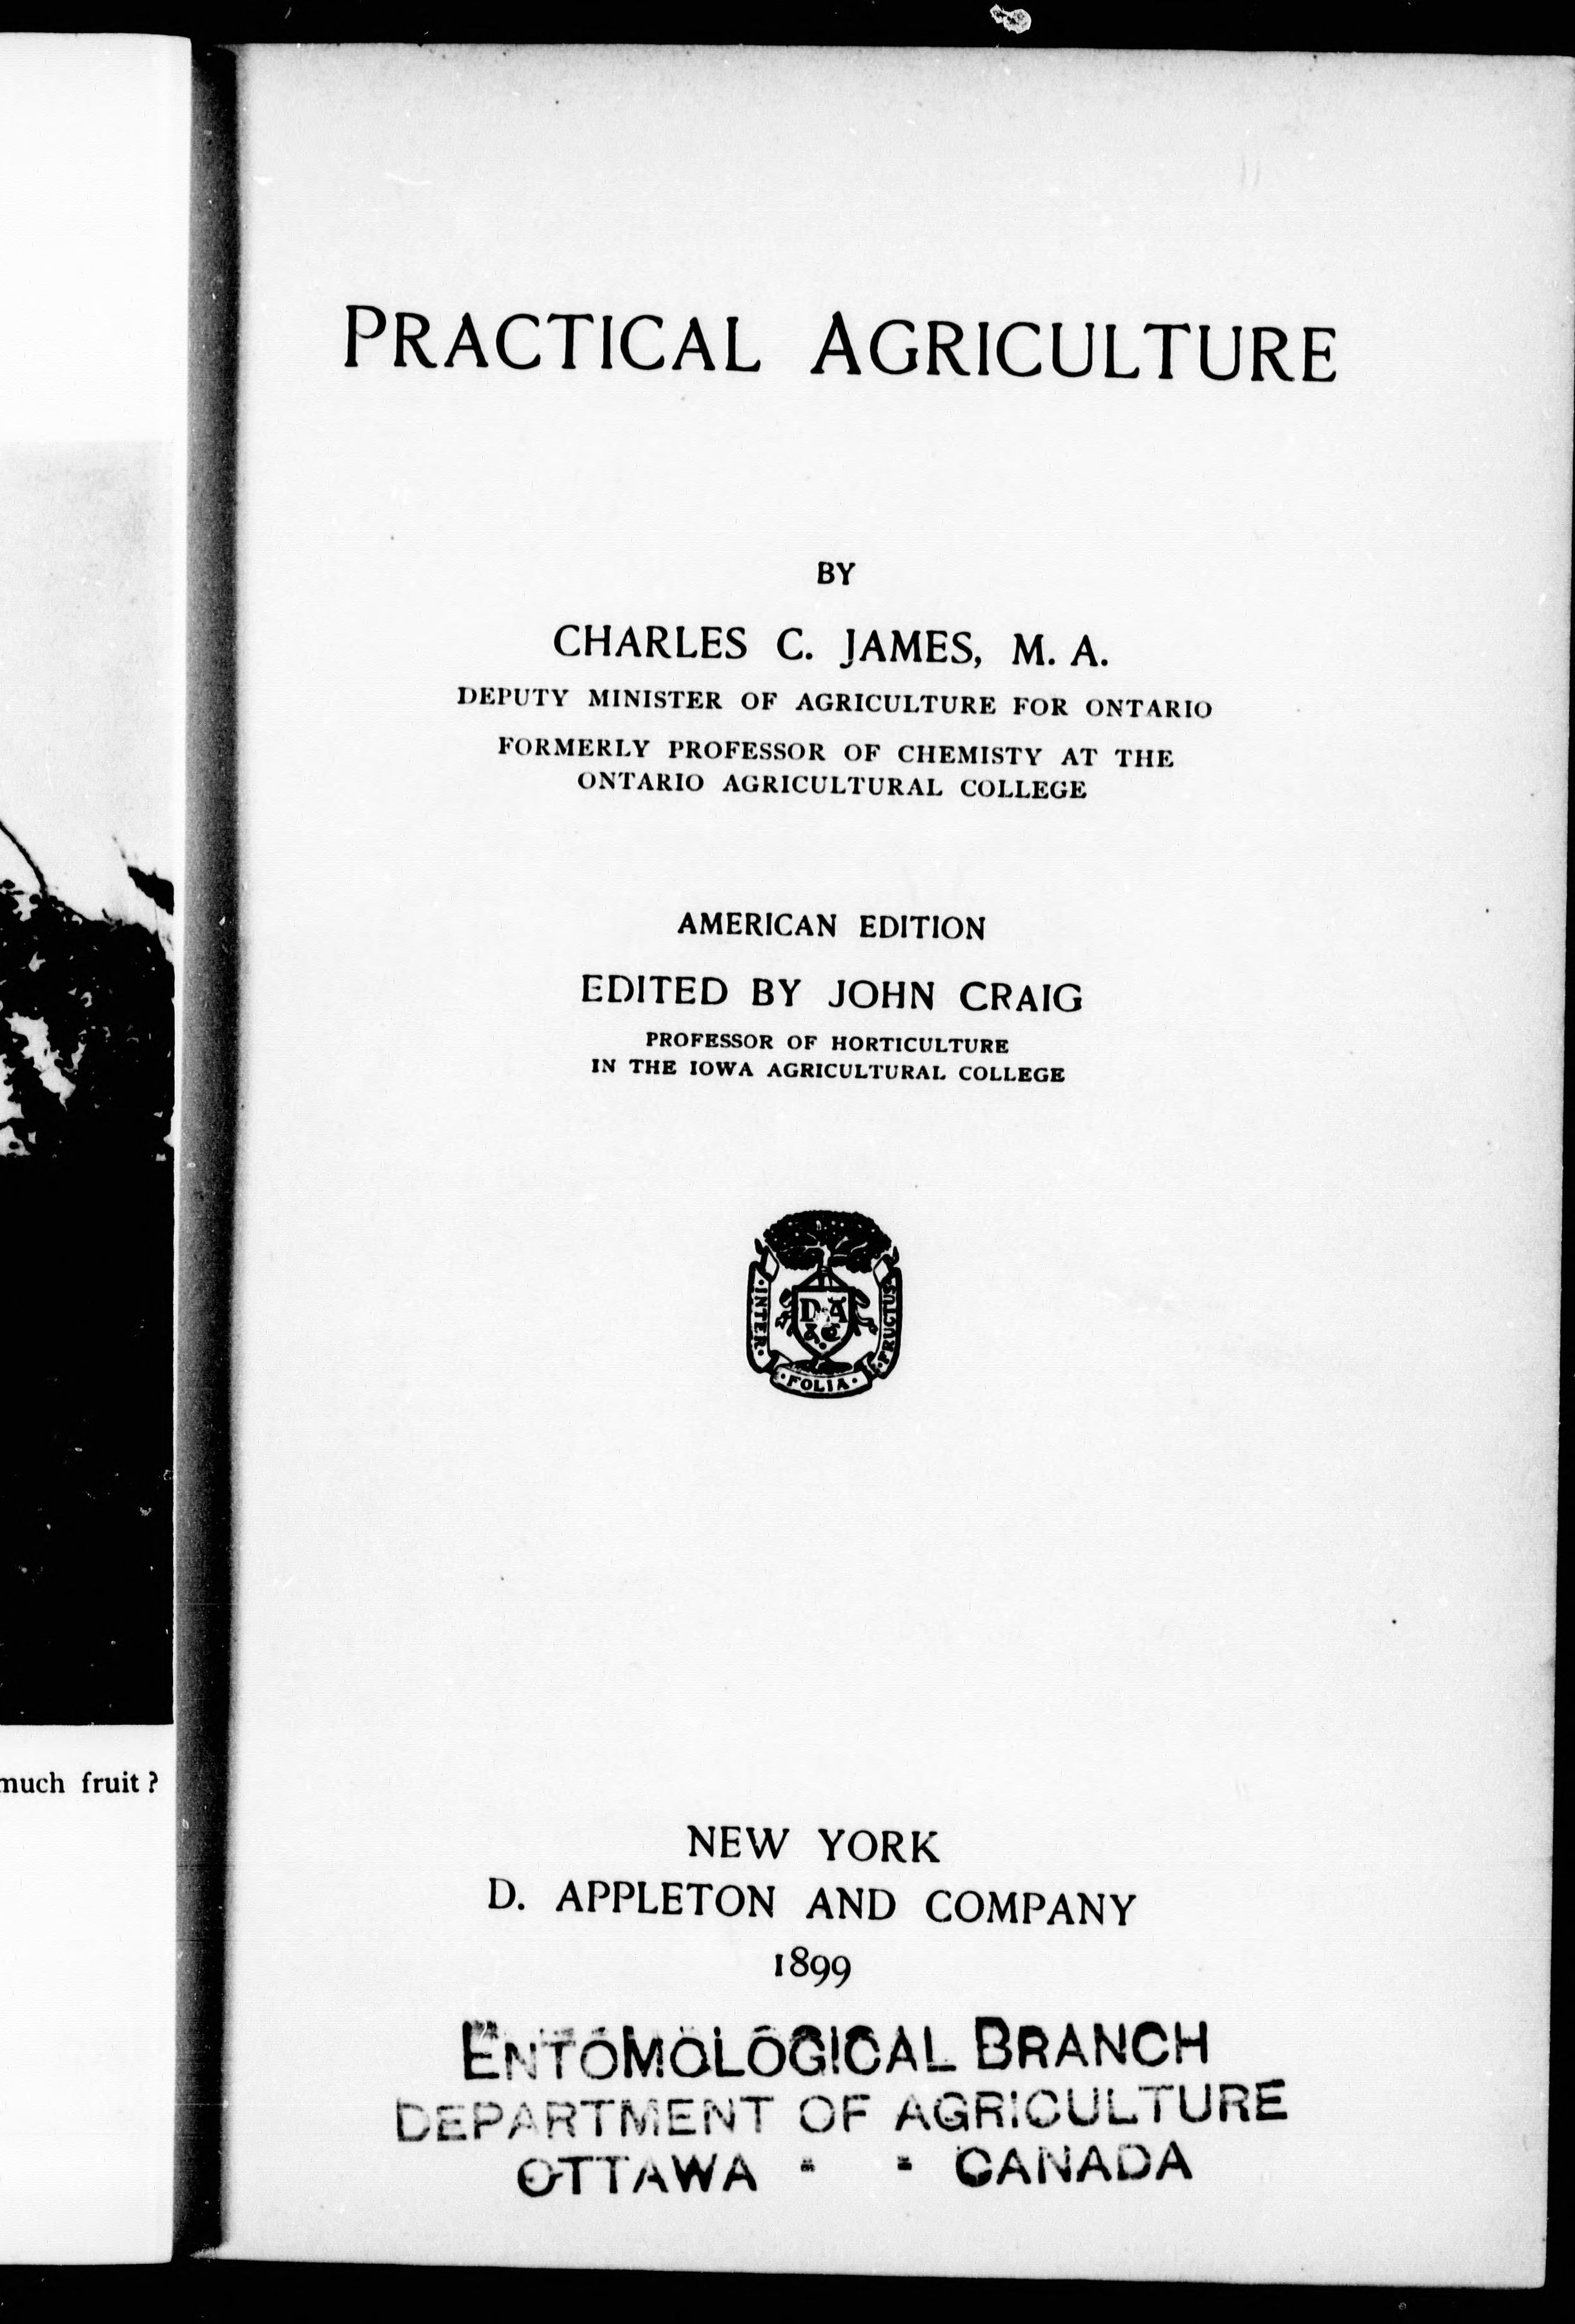 much fruit?
PRACTICAL AGRICULTURE
BY
CHARLES C. JAMES, M. A.
DEPUTY MINISTER OF AGRICULTURE FOR ONTARIO
FORMERLY PROFESSOR OF CHEMISTY AT THE
ONTARIO AGRICULTURAL COLLEGE
AMERICAN EDITION
EDITED BY JOHN CRAIG
PROFESSOR OF HORTICULTURE
IN THE IOWA AGRICULTURAL COLLEGE
·INTER·
D A
& C
·FOLIA·
·FRUCTUS·
NEW YORK
D. APPLETON AND COMPANY
1899
ENTOMOLOGICAL BRANCH
DEPARTMENT OF AGRICULTURE
OTTAWA - - CANADA